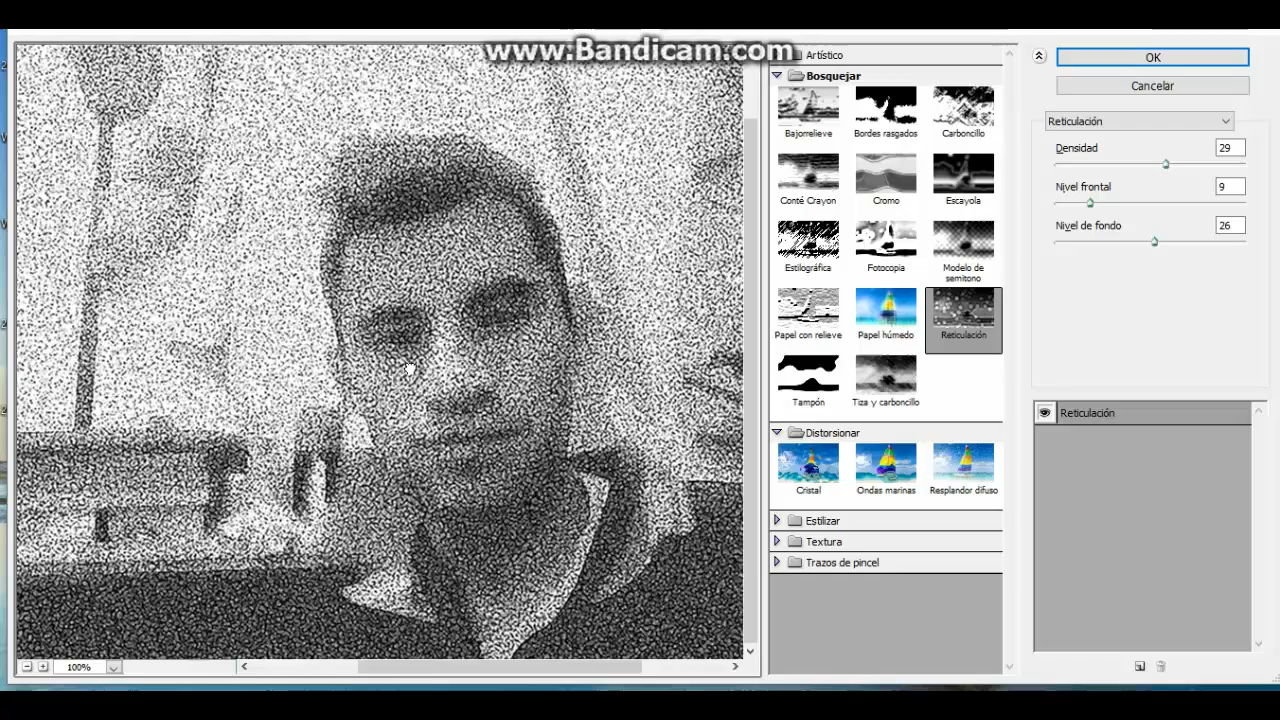 www.Bandicam.com
Artístico
Bosquejar
Bajorrelieve
Bordes rasgados
Carboncillo
Conté Crayon
Cromo
Escayola
Estilográfica
Fotocopia
Modelo de
semitono
Papel con relieve
Papel húmedo
Reticulación
Tampón
Tiza y carboncillo
Distorsionar
Cristal
Ondas marinas
Resplandor difuso
Estilizar
Textura
Trazos de pincel
OK
Cancelar
Reticulación
Densidad 29
Nivel frontal 9
Nivel de fondo 26
Reticulación
100%